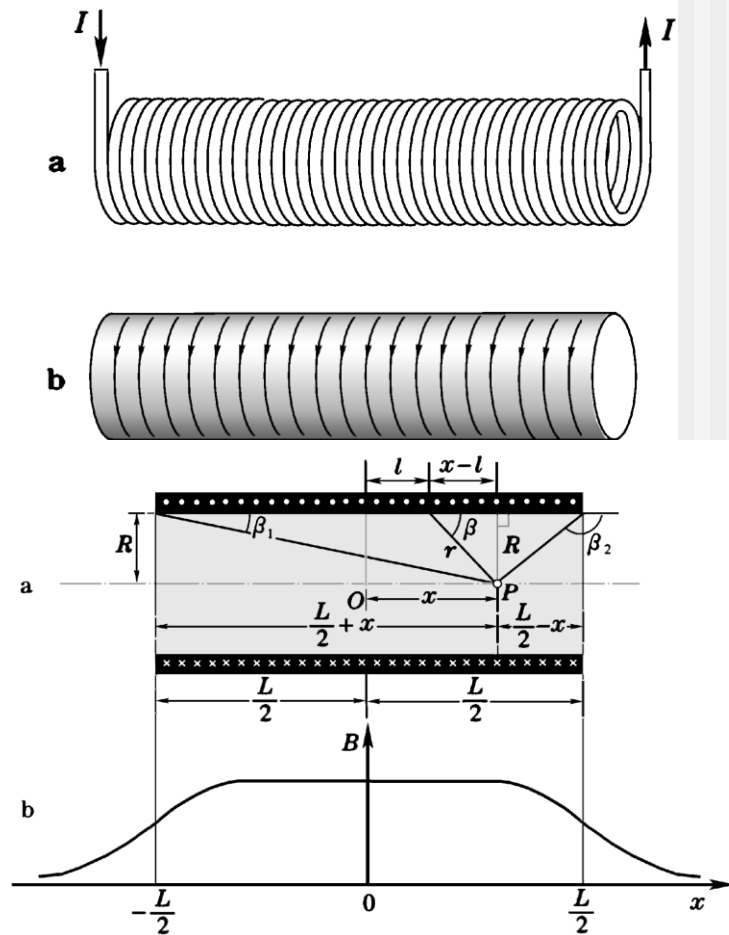 I I
a
b
l x−l
R β₁ β r R β₂
a
O x P
L/2 + x L/2 − x
L/2 L/2
B
b
−L/2 0 L/2 x